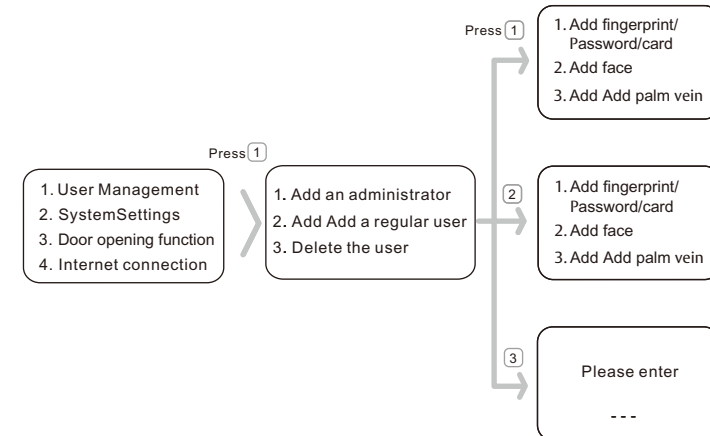 Press 1
1. Add fingerprint/
Password/card
2. Add face
3. Add Add palm vein
Press 1
1. User Management
2. SystemSettings
3. Door opening function
4. Internet connection
1. Add an administrator
2. Add Add a regular user
3. Delete the user
2
1. Add fingerprint/
Password/card
2. Add face
3. Add Add palm vein
3
Please enter
---